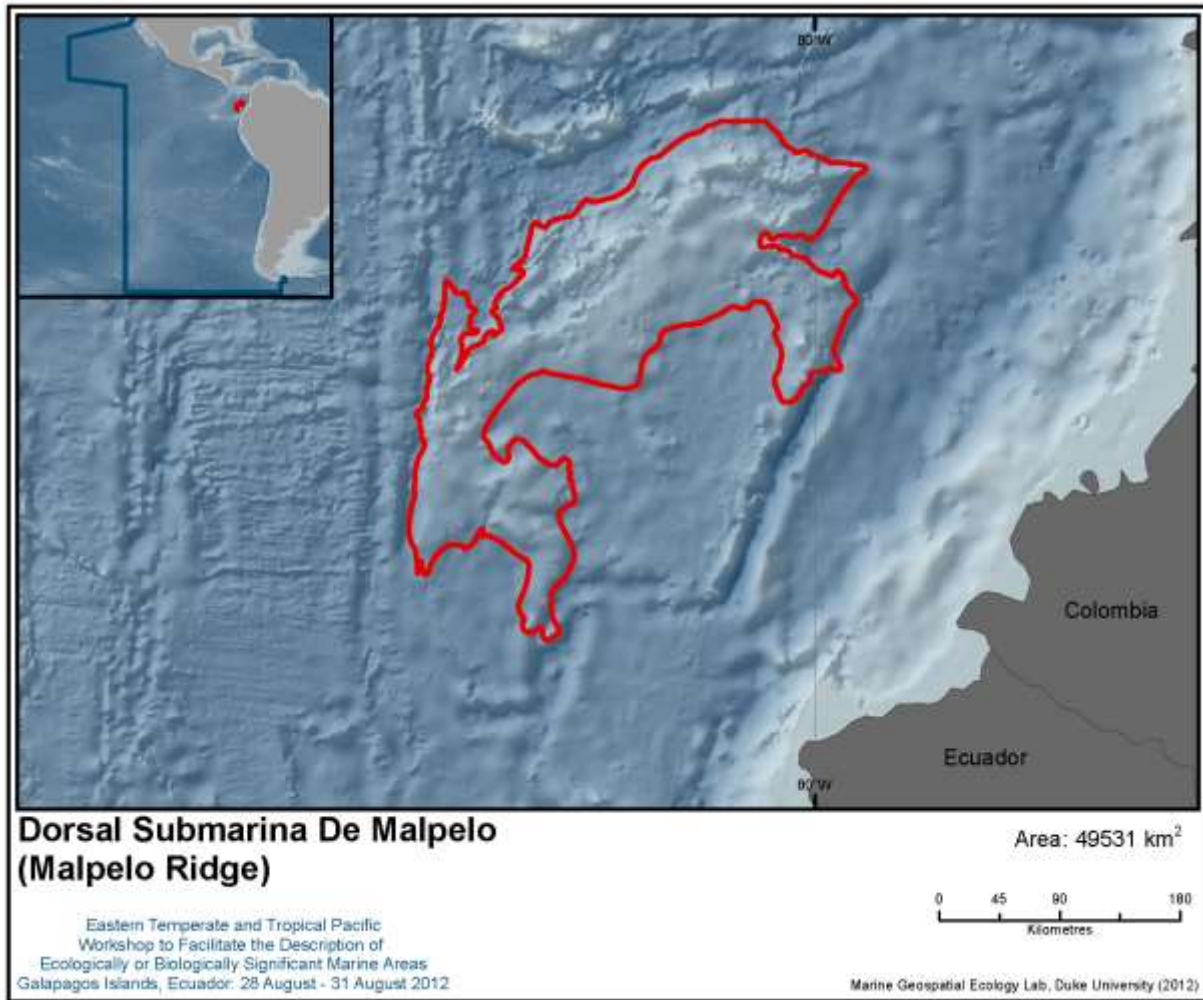 80°W
Colombia
Ecuador
80°W
Dorsal Submarina De Malpelo
(Malpelo Ridge)
Area: 49531 km²
0 45 90 180
Kilometres
Eastern Temperate and Tropical Pacific
Workshop to Facilitate the Description of
Ecologically or Biologically Significant Marine Areas
Galapagos Islands, Ecuador: 28 August - 31 August 2012
Marine Geospatial Ecology Lab, Duke University (2012)